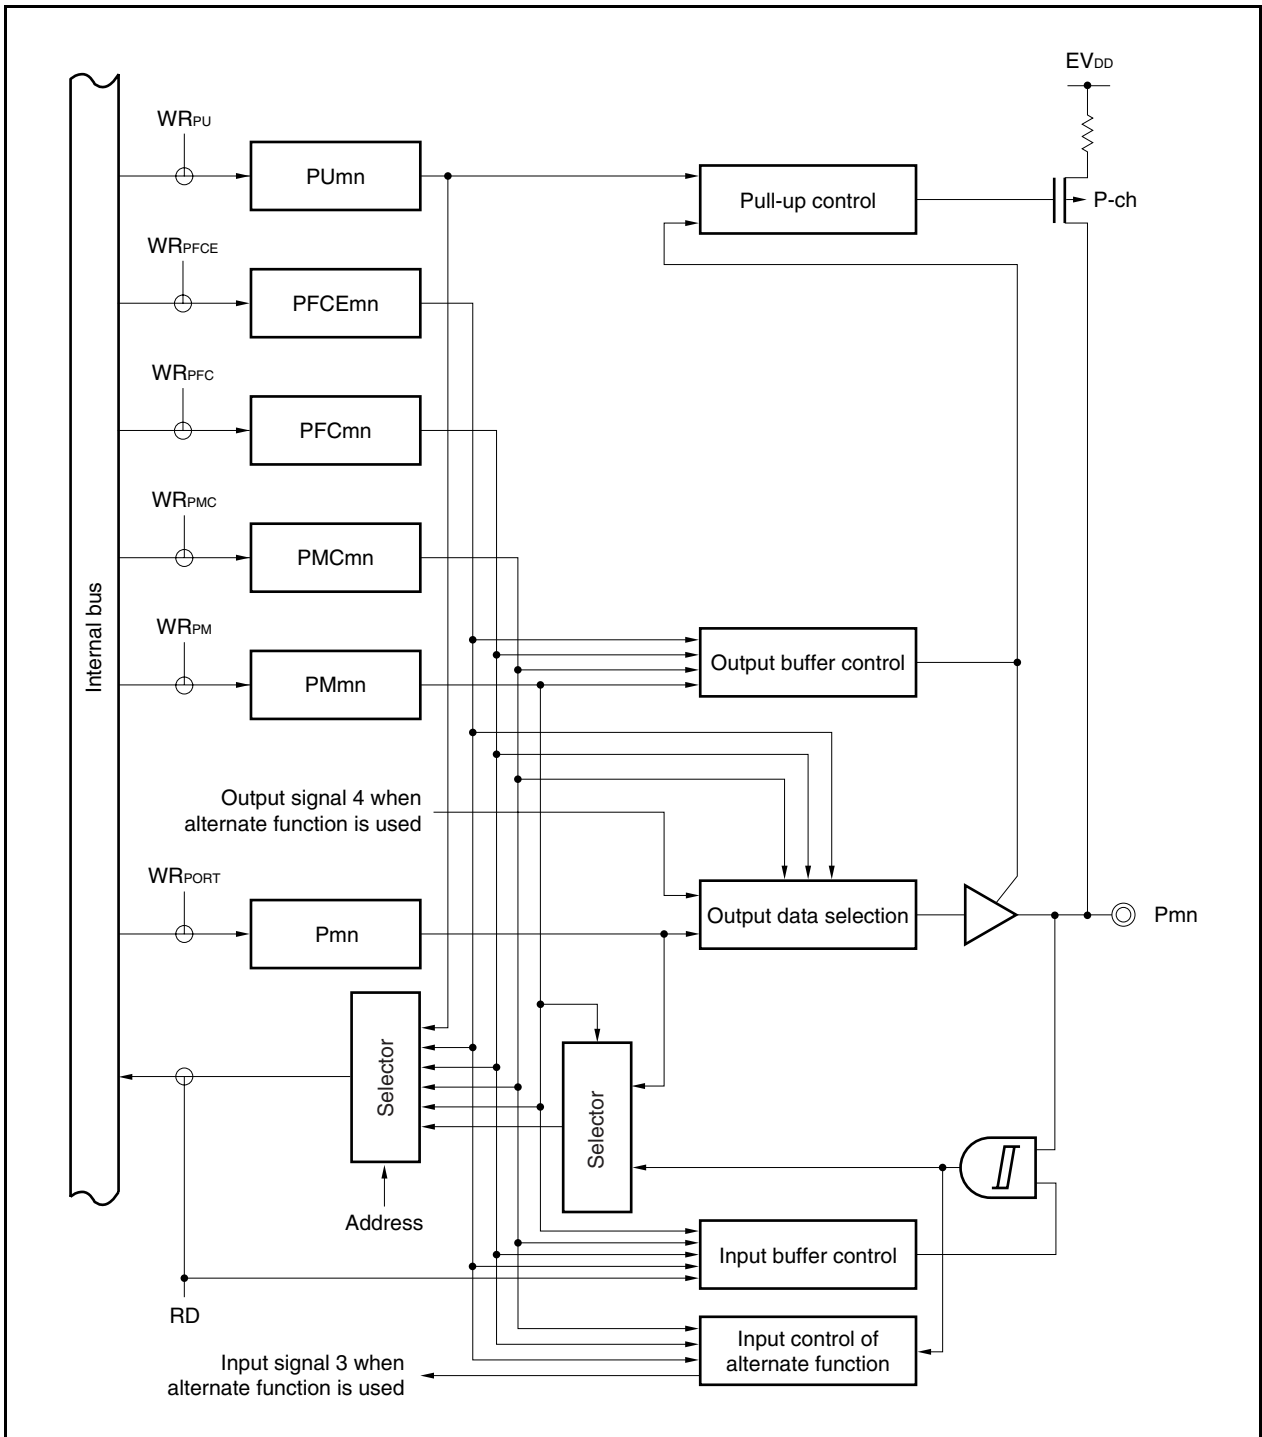 EVDD
WRPU
PUmn
Pull-up control
P-ch
WRPFCE
PFCEmn
WRPFC
PFCmn
WRPMC
PMCmn
Internal bus
WRPM
PMmn
Output buffer control
Output signal 4 when
alternate function is used
WRPORT
Pmn
Output data selection
Pmn
Selector
Selector
Address
Input buffer control
RD
Input control of
alternate function
Input signal 3 when
alternate function is used